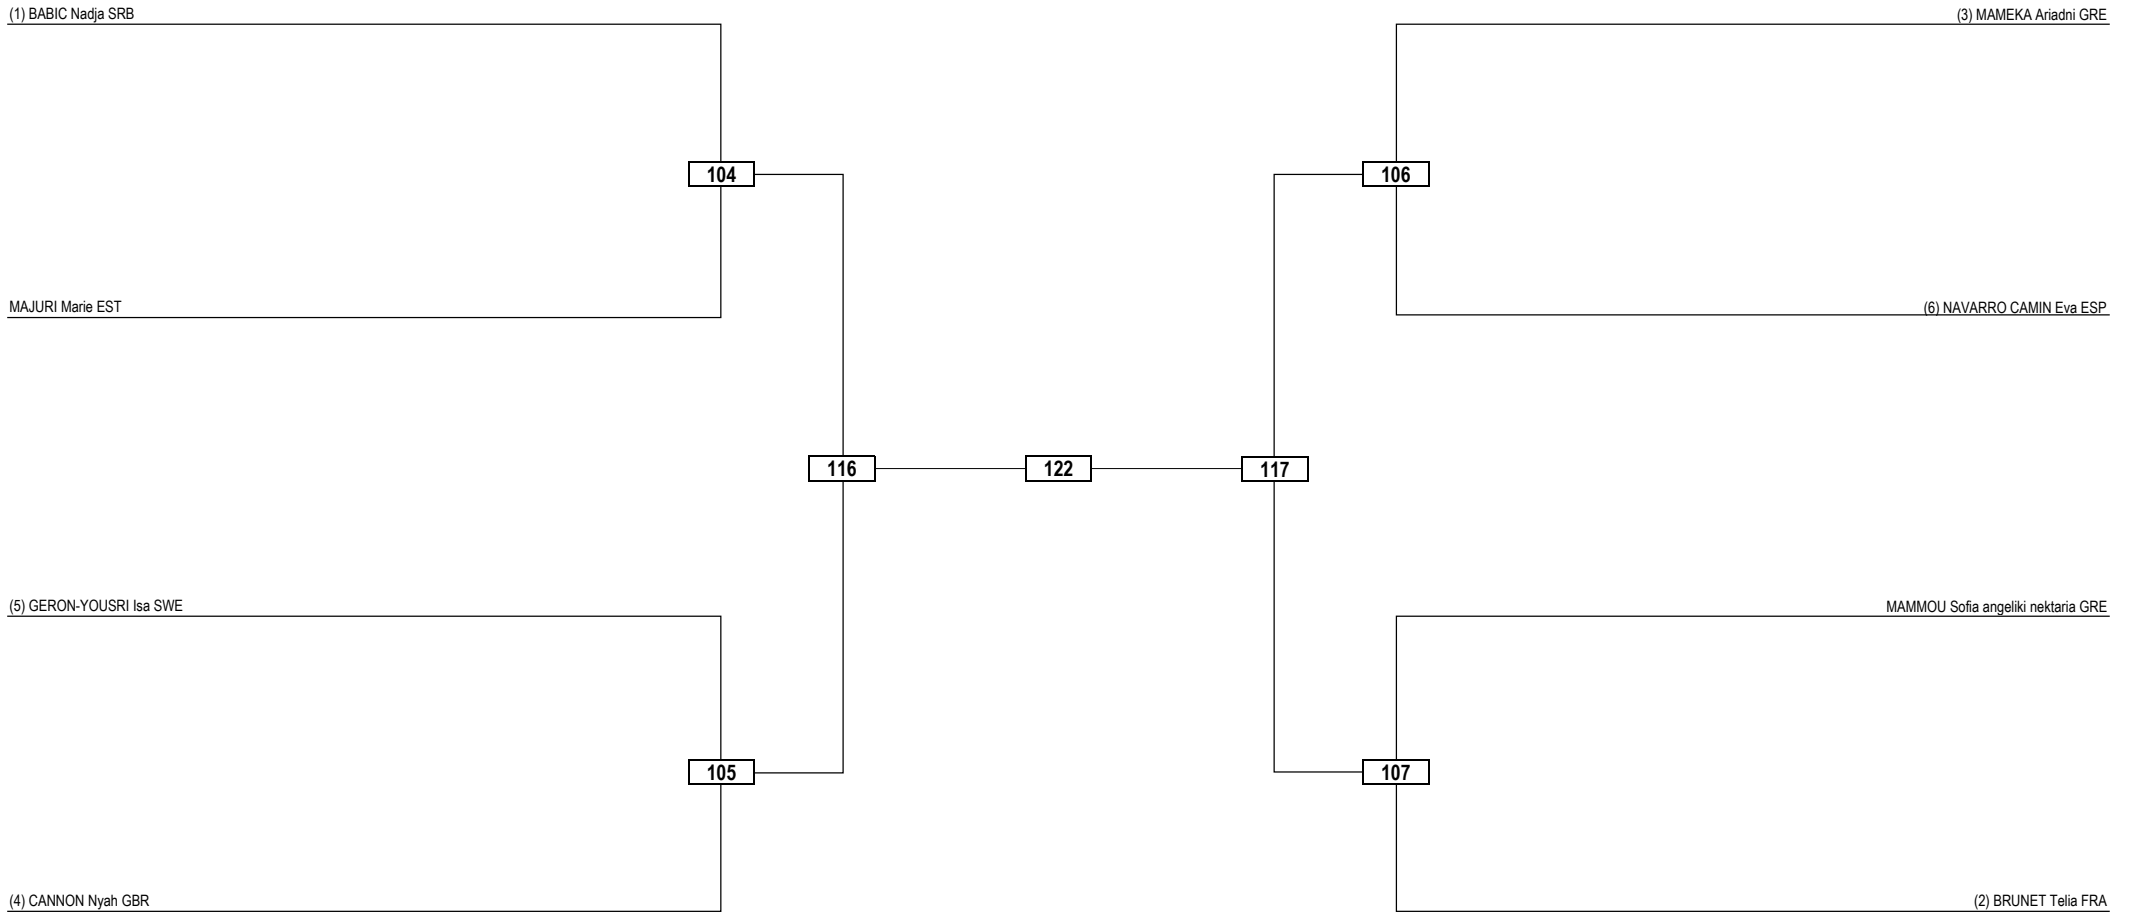 (1) BABIC Nadja SRB
(3) MAMEKA Ariadni GRE
104
106
MAJURI Marie EST
(6) NAVARRO CAMIN Eva ESP
116
122
117
(5) GERON-YOUSRI Isa SWE
MAMMOU Sofia angeliki nektaria GRE
105
107
(4) CANNON Nyah GBR
(2) BRUNET Telia FRA